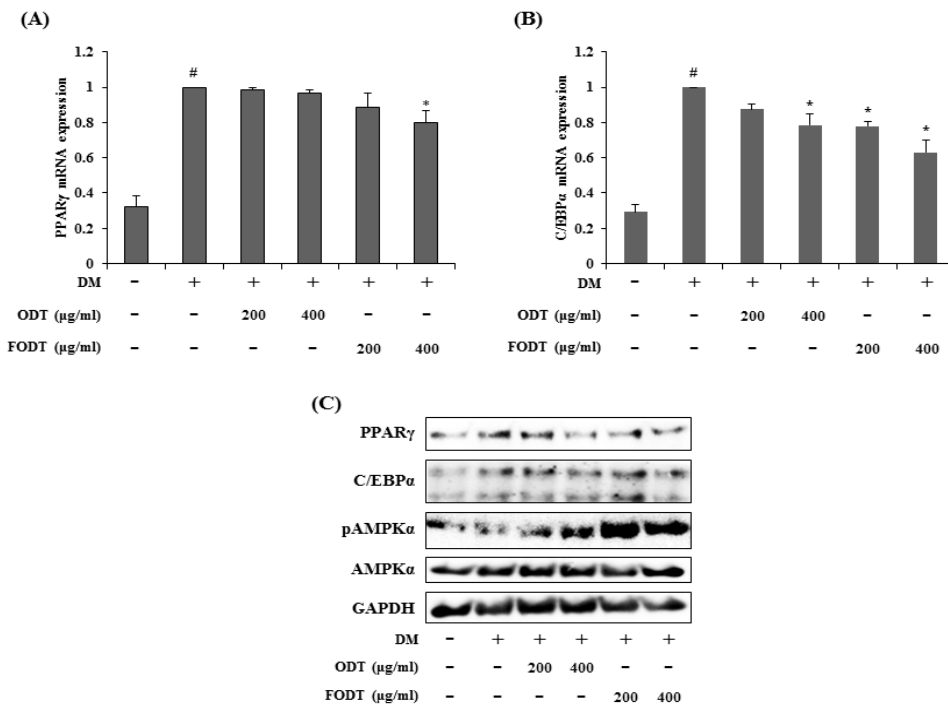 (A)
PPARγ mRNA expression
1.2
1
0.8
0.6
0.4
0.2
0
#
*
DM − + + + + +
ODT (μg/ml) − − 200 400 − −
FODT (μg/ml) − − − − 200 400
(B)
C/EBPα mRNA expression
1.2
1
0.8
0.6
0.4
0.2
0
#
*
*
*
DM − + + + + +
ODT (μg/ml) − − 200 400 − −
FODT (μg/ml) − − − − 200 400
(C)
PPARγ
C/EBPα
pAMPKα
AMPKα
GAPDH
DM − + + + + +
ODT (μg/ml) − − 200 400 − −
FODT (μg/ml) − − − − 200 400